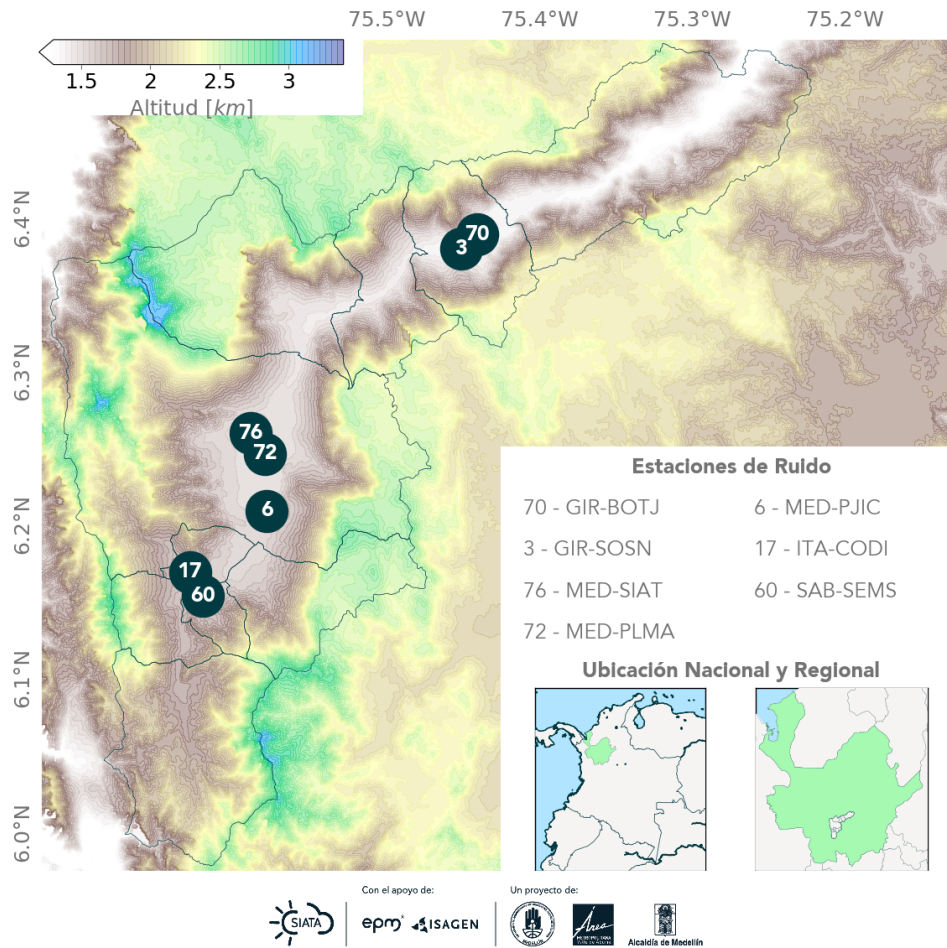 75.5°W 75.4°W 75.3°W 75.2°W
1.5 2 2.5 3
Altitud [km]
6.4°N
6.3°N
6.2°N
6.1°N
6.0°N
70
3
76
72
6
17
60
Estaciones de Ruido
70 - GIR-BOTJ 6 - MED-PJIC
3 - GIR-SOSN 17 - ITA-CODI
76 - MED-SIAT 60 - SAB-SEMS
72 - MED-PLMA
Ubicación Nacional y Regional
Con el apoyo de: Un proyecto de:
SIATA epm ISAGEN Área
Alcaldía de Medellín